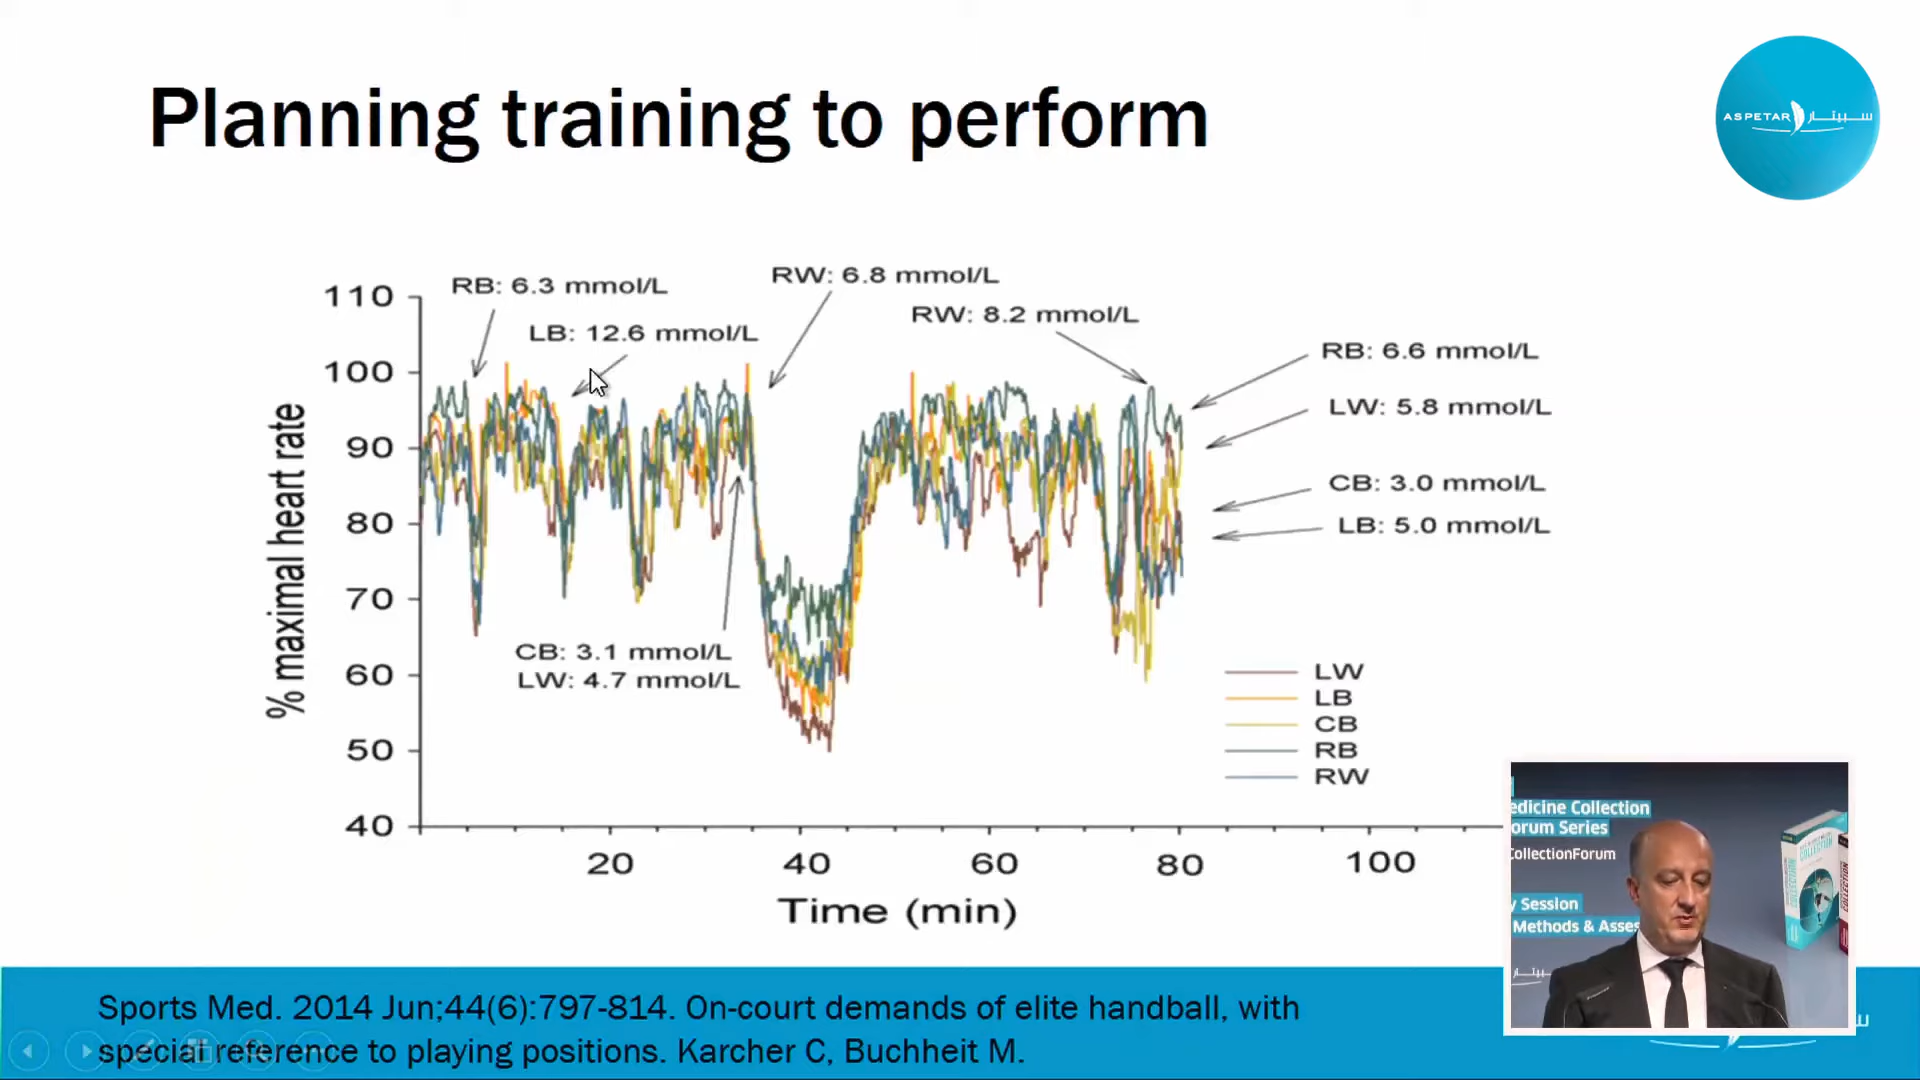 Planning training to perform
ASPETAR سبيتار
RB: 6.3 mmol/L
RW: 6.8 mmol/L
LB: 12.6 mmol/L
RW: 8.2 mmol/L
RB: 6.6 mmol/L
LW: 5.8 mmol/L
CB: 3.0 mmol/L
LB: 5.0 mmol/L
CB: 3.1 mmol/L
LW: 4.7 mmol/L
% maximal heart rate
110
100
90
80
70
60
50
40
20 40 60 80 100
Time (min)
LW
LB
CB
RB
RW
edicine Collection
orum Series
CollectionForum
y Session
Methods & Asses
COLLECTION
Sports Med. 2014 Jun;44(6):797-814. On-court demands of elite handball, with
special reference to playing positions. Karcher C, Buchheit M.